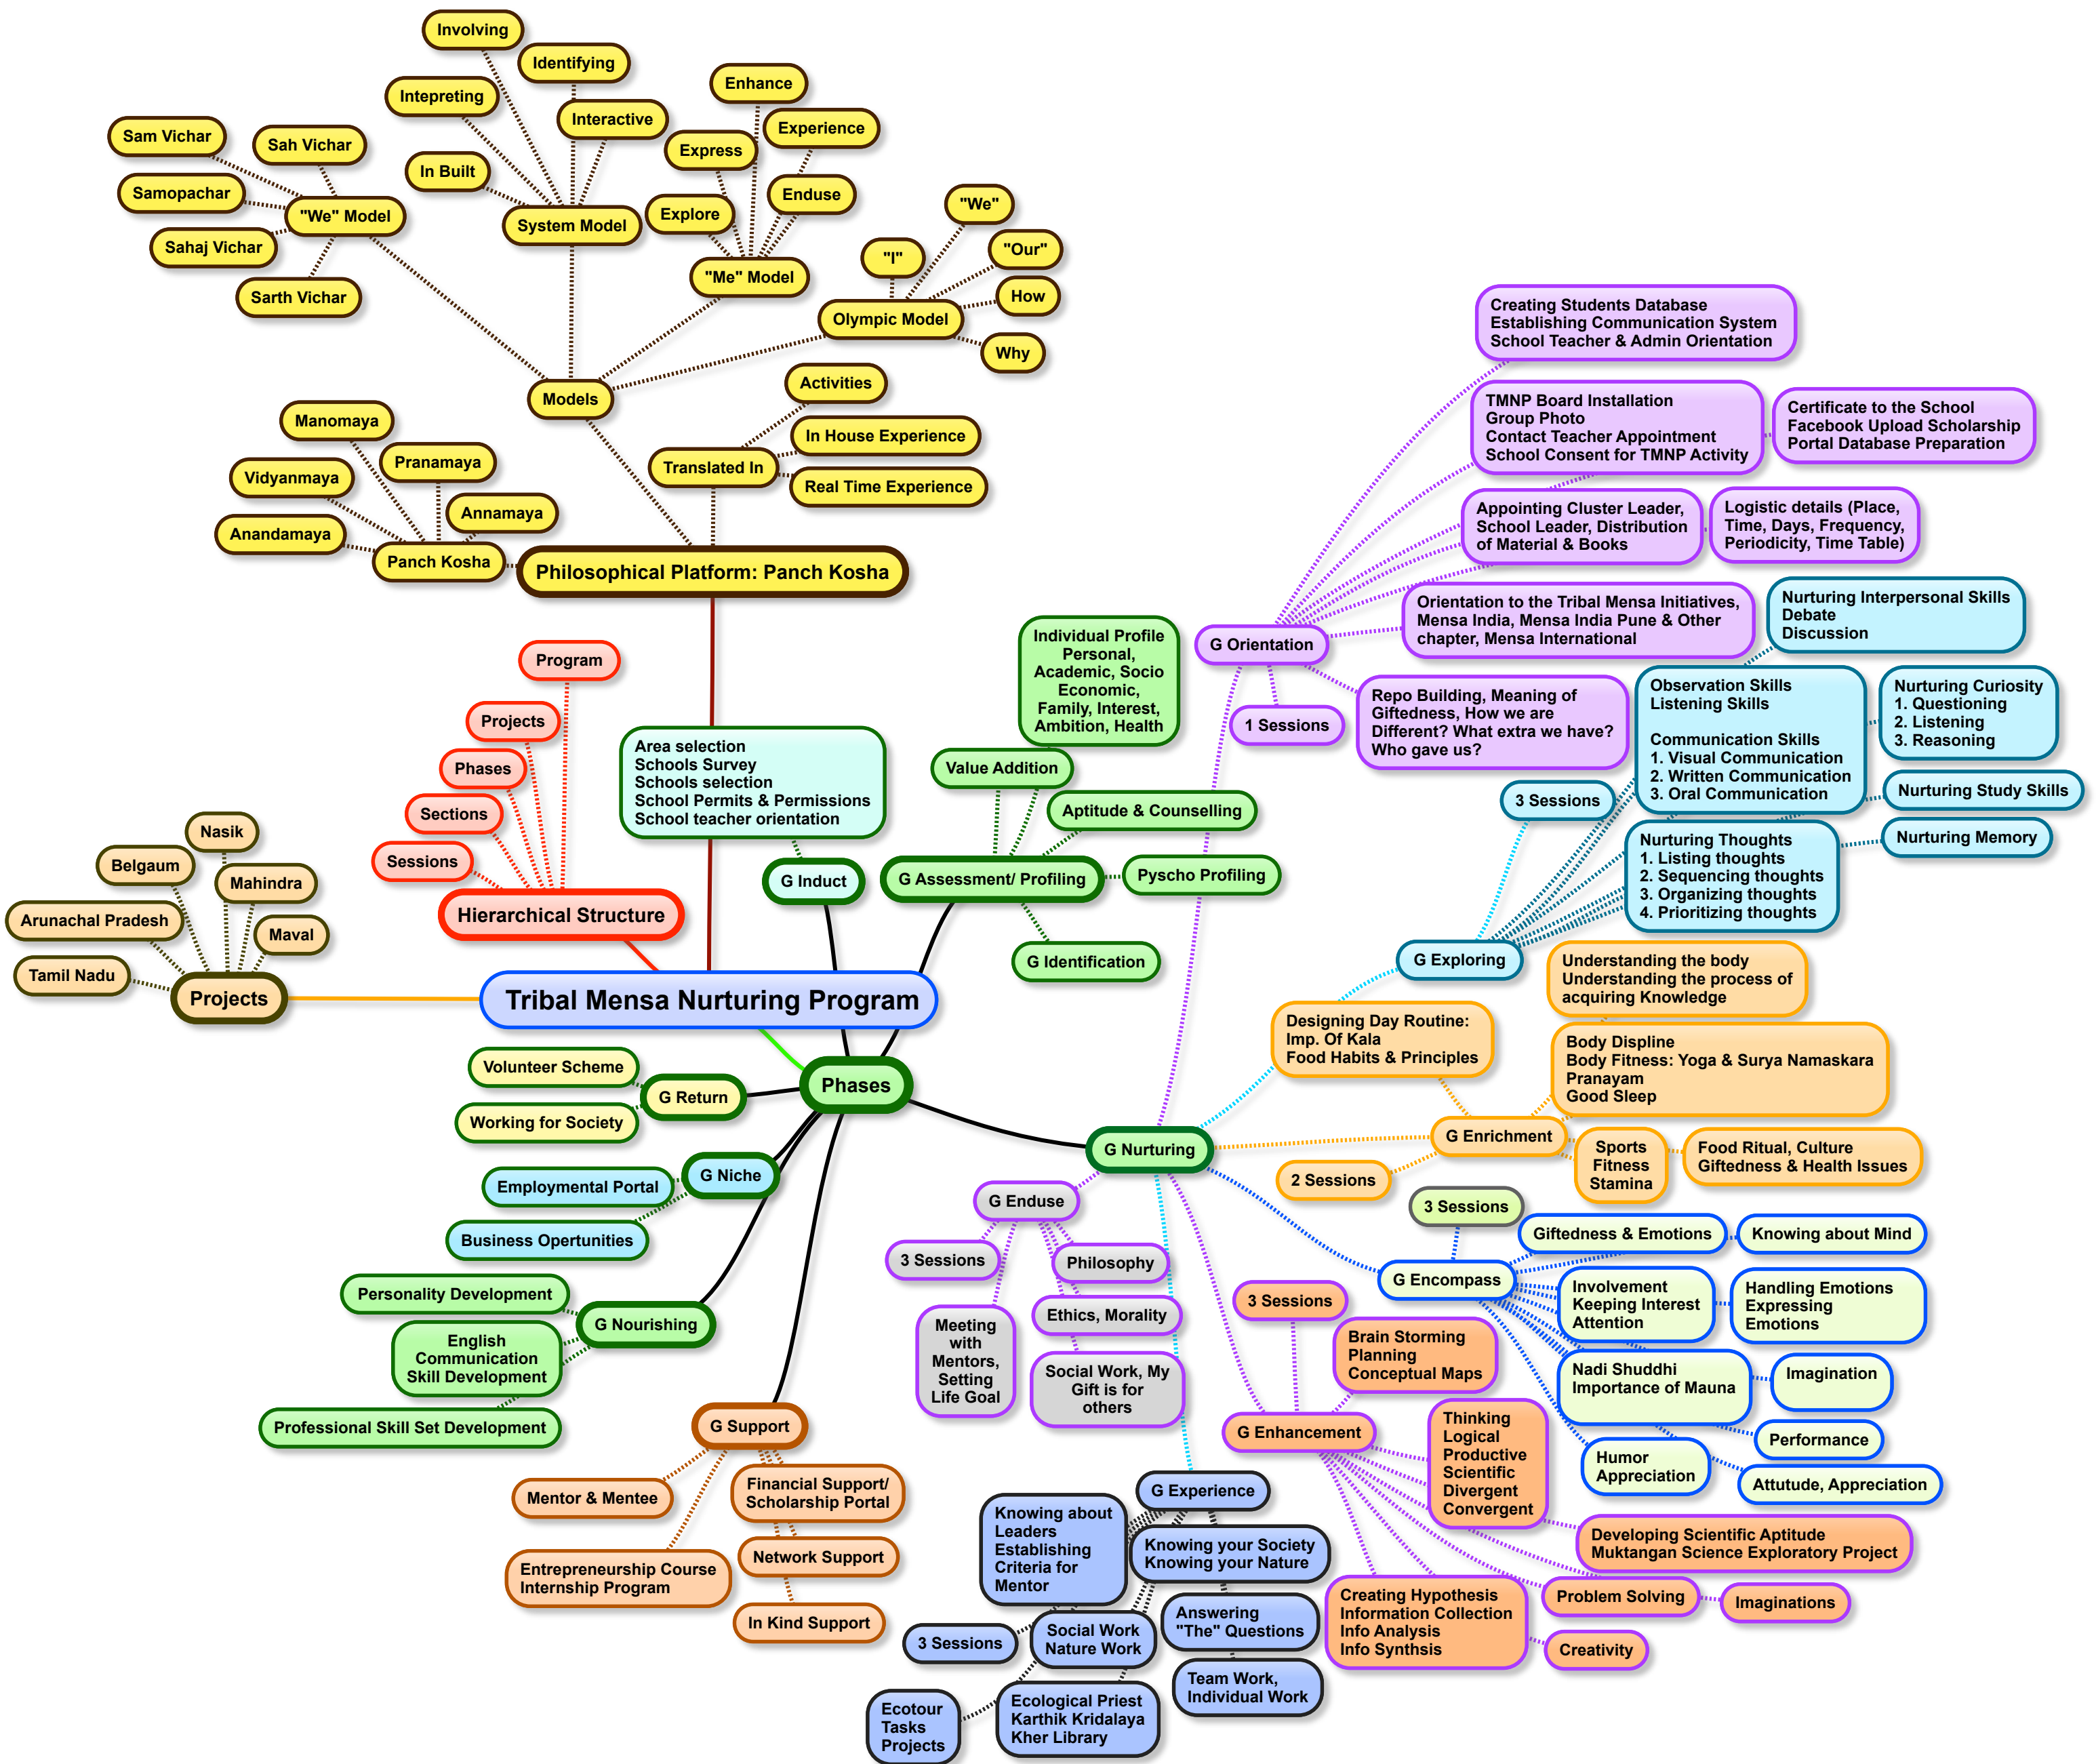 Involving
Identifying
Intepreting
Interactive
In Built
System Model
Enhance
Experience
Express
Enduse
Explore
"Me" Model
Sam Vichar
Sah Vichar
Samopachar
"We" Model
Sahaj Vichar
Sarth Vichar
"We"
"Our"
"I"
How
Olympic Model
Why
Models
Activities
In House Experience
Translated In
Real Time Experience
Manomaya
Pranamaya
Vidyanmaya
Annamaya
Anandamaya
Panch Kosha
Philosophical Platform: Panch Kosha
Program
Projects
Phases
Sections
Sessions
Hierarchical Structure
Nasik
Belgaum
Mahindra
Arunachal Pradesh
Maval
Tamil Nadu
Projects
Tribal Mensa Nurturing Program
Area selection
Schools Survey
Schools selection
School Permits & Permissions
School teacher orientation
G Induct
Individual Profile
Personal,
Academic, Socio
Economic,
Family, Interest,
Ambition, Health
Value Addition
Aptitude & Counselling
G Assessment/ Profiling
Pyscho Profiling
G Identification
Phases
Volunteer Scheme
G Return
Working for Society
G Niche
Employmental Portal
Business Opertunities
Personality Development
G Nourishing
English
Communication
Skill Development
Professional Skill Set Development
G Support
Mentor & Mentee
Financial Support/
Scholarship Portal
Entrepreneurship Course
Internship Program
Network Support
In Kind Support
G Nurturing
Creating Students Database
Establishing Communication System
School Teacher & Admin Orientation
TMNP Board Installation
Group Photo
Contact Teacher Appointment
School Consent for TMNP Activity
Certificate to the School
Facebook Upload Scholarship
Portal Database Preparation
Appointing Cluster Leader,
School Leader, Distribution
of Material & Books
Logistic details (Place,
Time, Days, Frequency,
Periodicity, Time Table)
Orientation to the Tribal Mensa Initiatives,
Mensa India, Mensa India Pune & Other
chapter, Mensa International
G Orientation
1 Sessions
Repo Building, Meaning of
Giftedness, How we are
Different? What extra we have?
Who gave us?
Nurturing Interpersonal Skills
Debate
Discussion
Observation Skills
Listening Skills
Communication Skills
1. Visual Communication
2. Written Communication
3. Oral Communication
Nurturing Curiosity
1. Questioning
2. Listening
3. Reasoning
3 Sessions
Nurturing Study Skills
Nurturing Thoughts
1. Listing thoughts
2. Sequencing thoughts
3. Organizing thoughts
4. Prioritizing thoughts
Nurturing Memory
G Exploring
Understanding the body
Understanding the process of
acquiring Knowledge
Designing Day Routine:
Imp. Of Kala
Food Habits & Principles
Body Displine
Body Fitness: Yoga & Surya Namaskara
Pranayam
Good Sleep
G Enrichment
2 Sessions
Sports
Fitness
Stamina
Food Ritual, Culture
Giftedness & Health Issues
3 Sessions
Giftedness & Emotions
Knowing about Mind
G Encompass
Involvement
Keeping Interest
Attention
Handling Emotions
Expressing
Emotions
Nadi Shuddhi
Importance of Mauna
Imagination
Performance
Humor
Appreciation
Attutude, Appreciation
G Enduse
3 Sessions
Philosophy
Ethics, Morality
Meeting
with
Mentors,
Setting
Life Goal
Social Work, My
Gift is for
others
3 Sessions
Brain Storming
Planning
Conceptual Maps
G Enhancement
Thinking
Logical
Productive
Scientific
Divergent
Convergent
Developing Scientific Aptitude
Muktangan Science Exploratory Project
Problem Solving
Imaginations
Creating Hypothesis
Information Collection
Info Analysis
Info Synthsis
Creativity
G Experience
Knowing about
Leaders
Establishing
Criteria for
Mentor
Knowing your Society
Knowing your Nature
3 Sessions
Social Work
Nature Work
Answering
"The" Questions
Team Work,
Individual Work
Ecotour
Tasks
Projects
Ecological Priest
Karthik Kridalaya
Kher Library